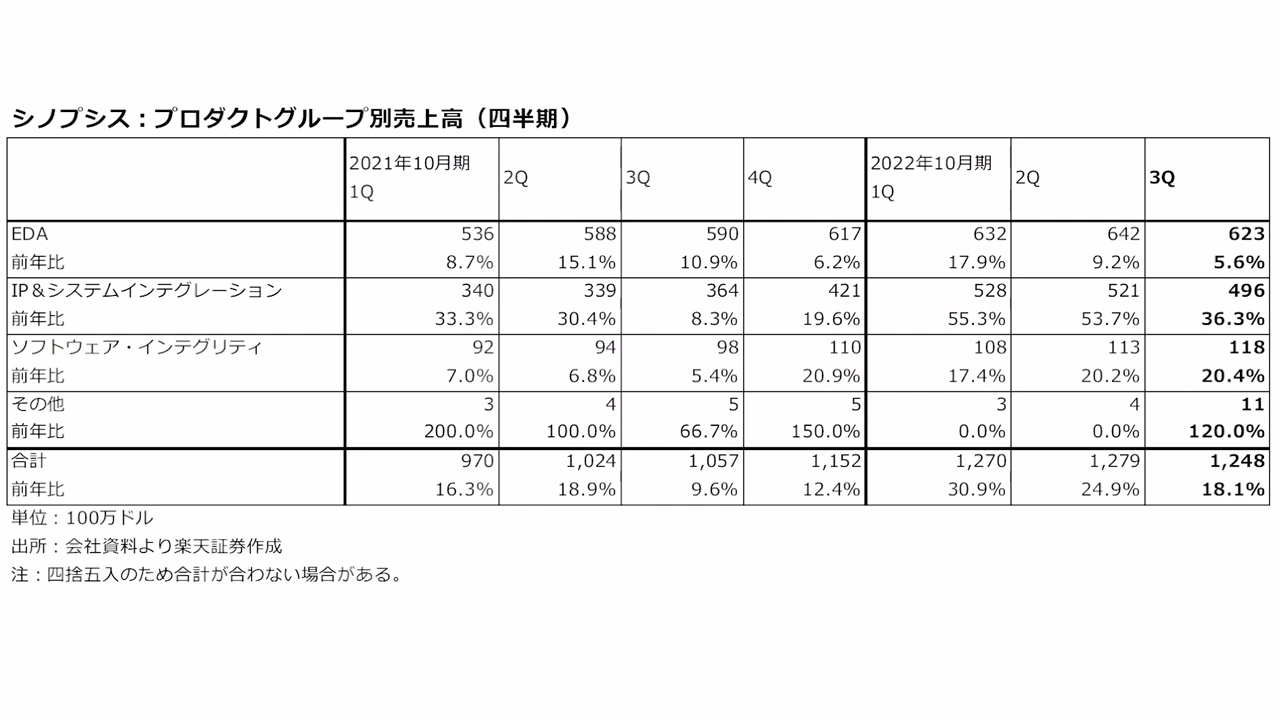 シノプシス：プロダクトグループ別売上高（四半期）
2021年10月期 1Q 2Q 3Q 4Q 2022年10月期 1Q 2Q 3Q
EDA 536 588 590 617 632 642 623
前年比 8.7% 15.1% 10.9% 6.2% 17.9% 9.2% 5.6%
IP＆システムインテグレーション 340 339 364 421 528 521 496
前年比 33.3% 30.4% 8.3% 19.6% 55.3% 53.7% 36.3%
ソフトウェア・インテグリティ 92 94 98 110 108 113 118
前年比 7.0% 6.8% 5.4% 20.9% 17.4% 20.2% 20.4%
その他 3 4 5 5 3 4 11
前年比 200.0% 100.0% 66.7% 150.0% 0.0% 0.0% 120.0%
合計 970 1,024 1,057 1,152 1,270 1,279 1,248
前年比 16.3% 18.9% 9.6% 12.4% 30.9% 24.9% 18.1%
単位：100万ドル
出所：会社資料より楽天証券作成
注：四捨五入のため合計が合わない場合がある。